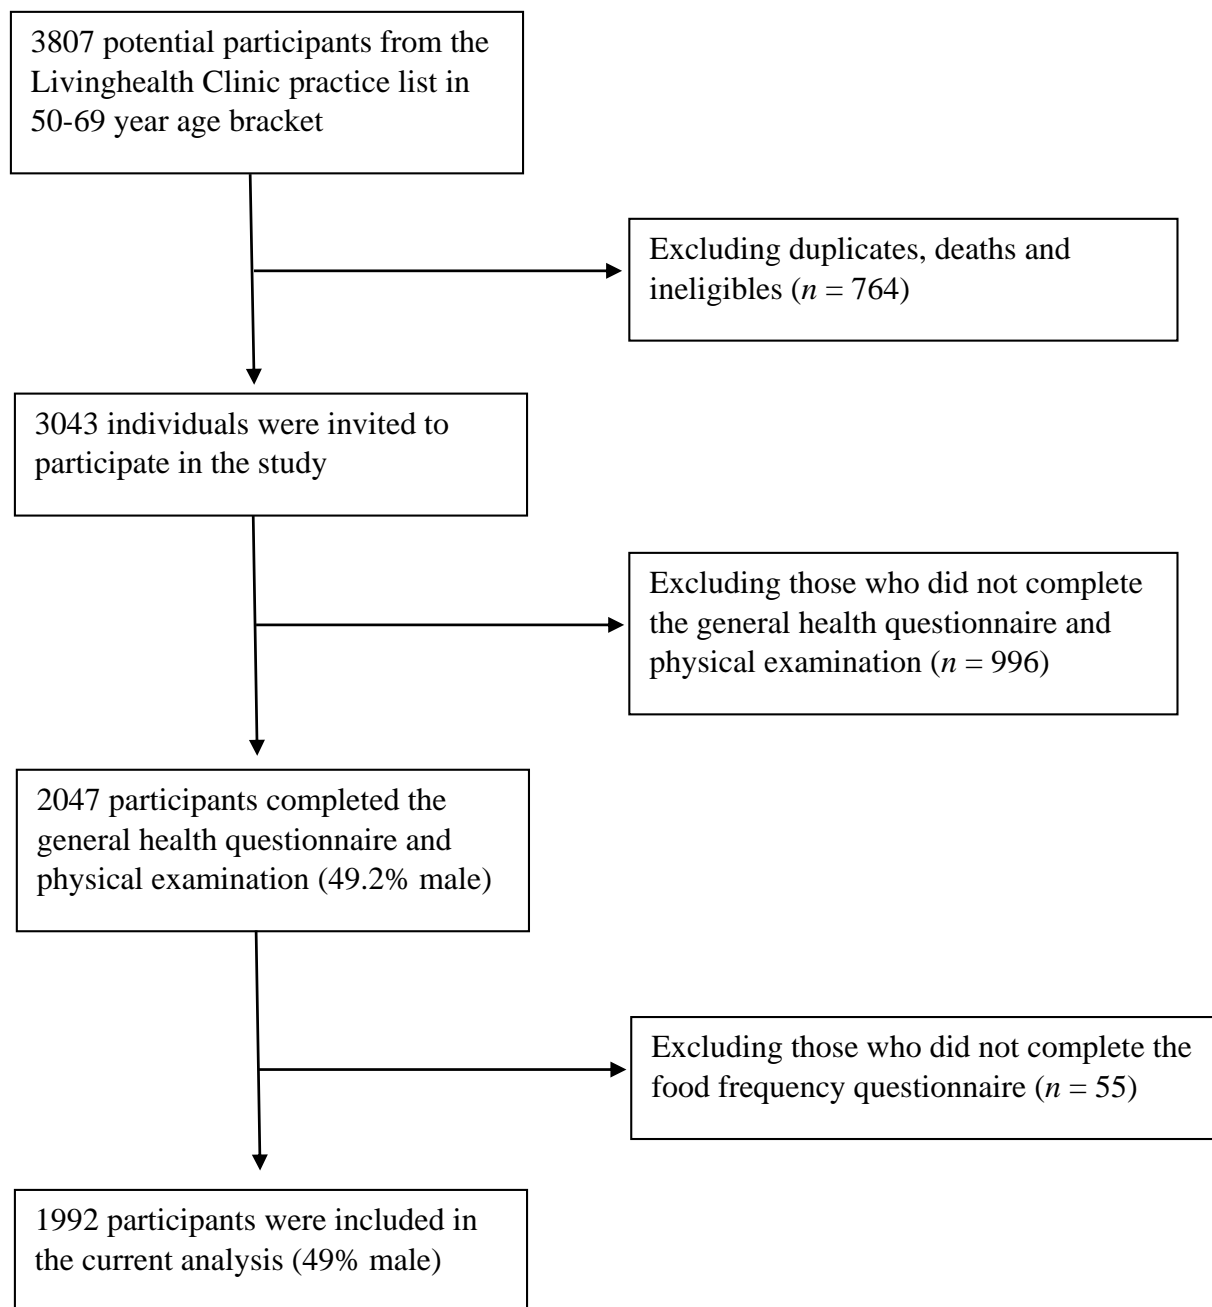 3807 potential participants from the
Livinghealth Clinic practice list in
50-69 year age bracket
Excluding duplicates, deaths and
ineligibles (n = 764)
3043 individuals were invited to
participate in the study
Excluding those who did not complete
the general health questionnaire and
physical examination (n = 996)
2047 participants completed the
general health questionnaire and
physical examination (49.2% male)
Excluding those who did not complete the
food frequency questionnaire (n = 55)
1992 participants were included in
the current analysis (49% male)